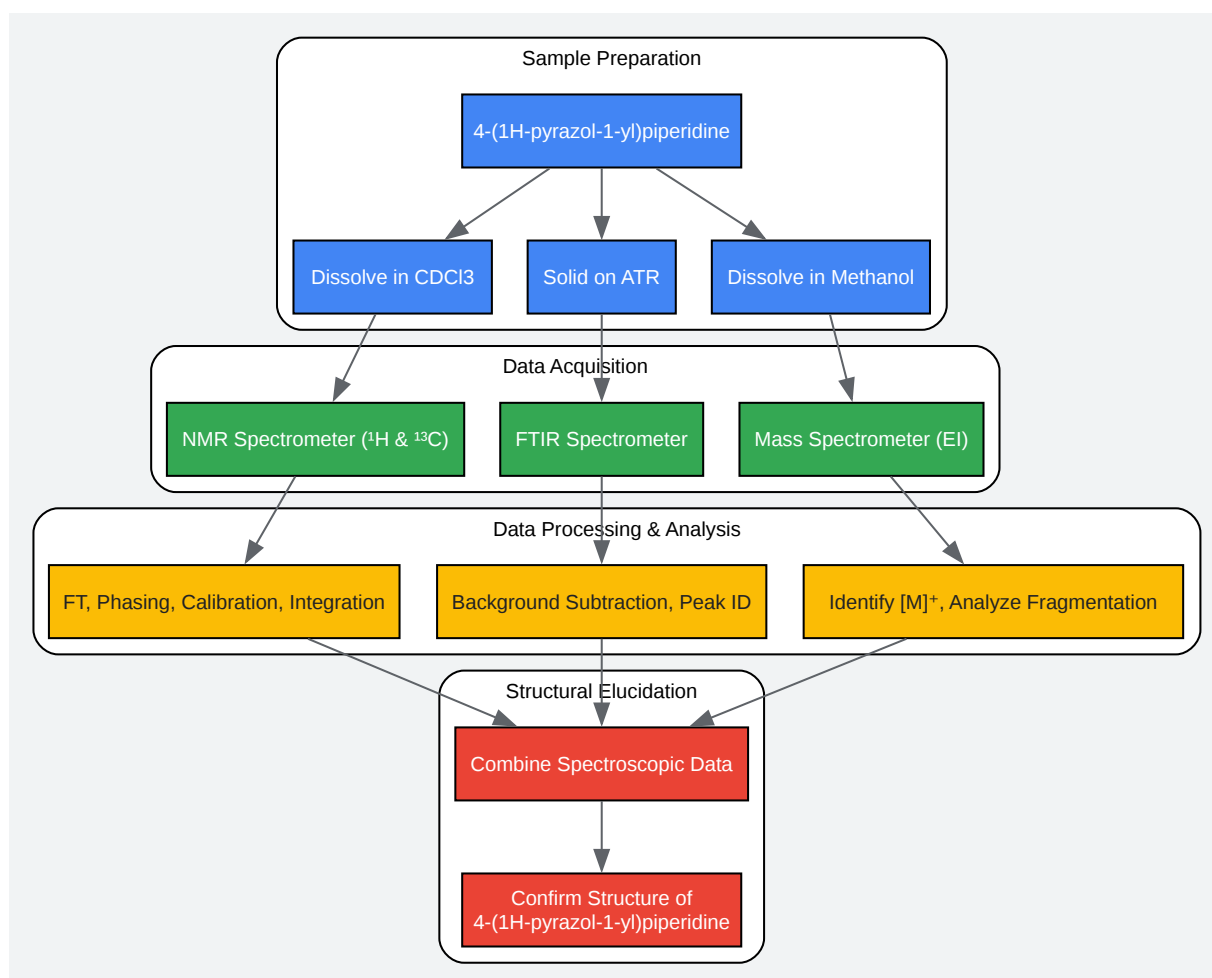 Sample Preparation
4-(1H-pyrazol-1-yl)piperidine
Dissolve in CDCl3
Solid on ATR
Dissolve in Methanol
Data Acquisition
NMR Spectrometer (¹H & ¹³C)
FTIR Spectrometer
Mass Spectrometer (EI)
Data Processing & Analysis
FT, Phasing, Calibration, Integration
Background Subtraction, Peak ID
Identify [M]⁺, Analyze Fragmentation
Structural Elucidation
Combine Spectroscopic Data
Confirm Structure of
4-(1H-pyrazol-1-yl)piperidine